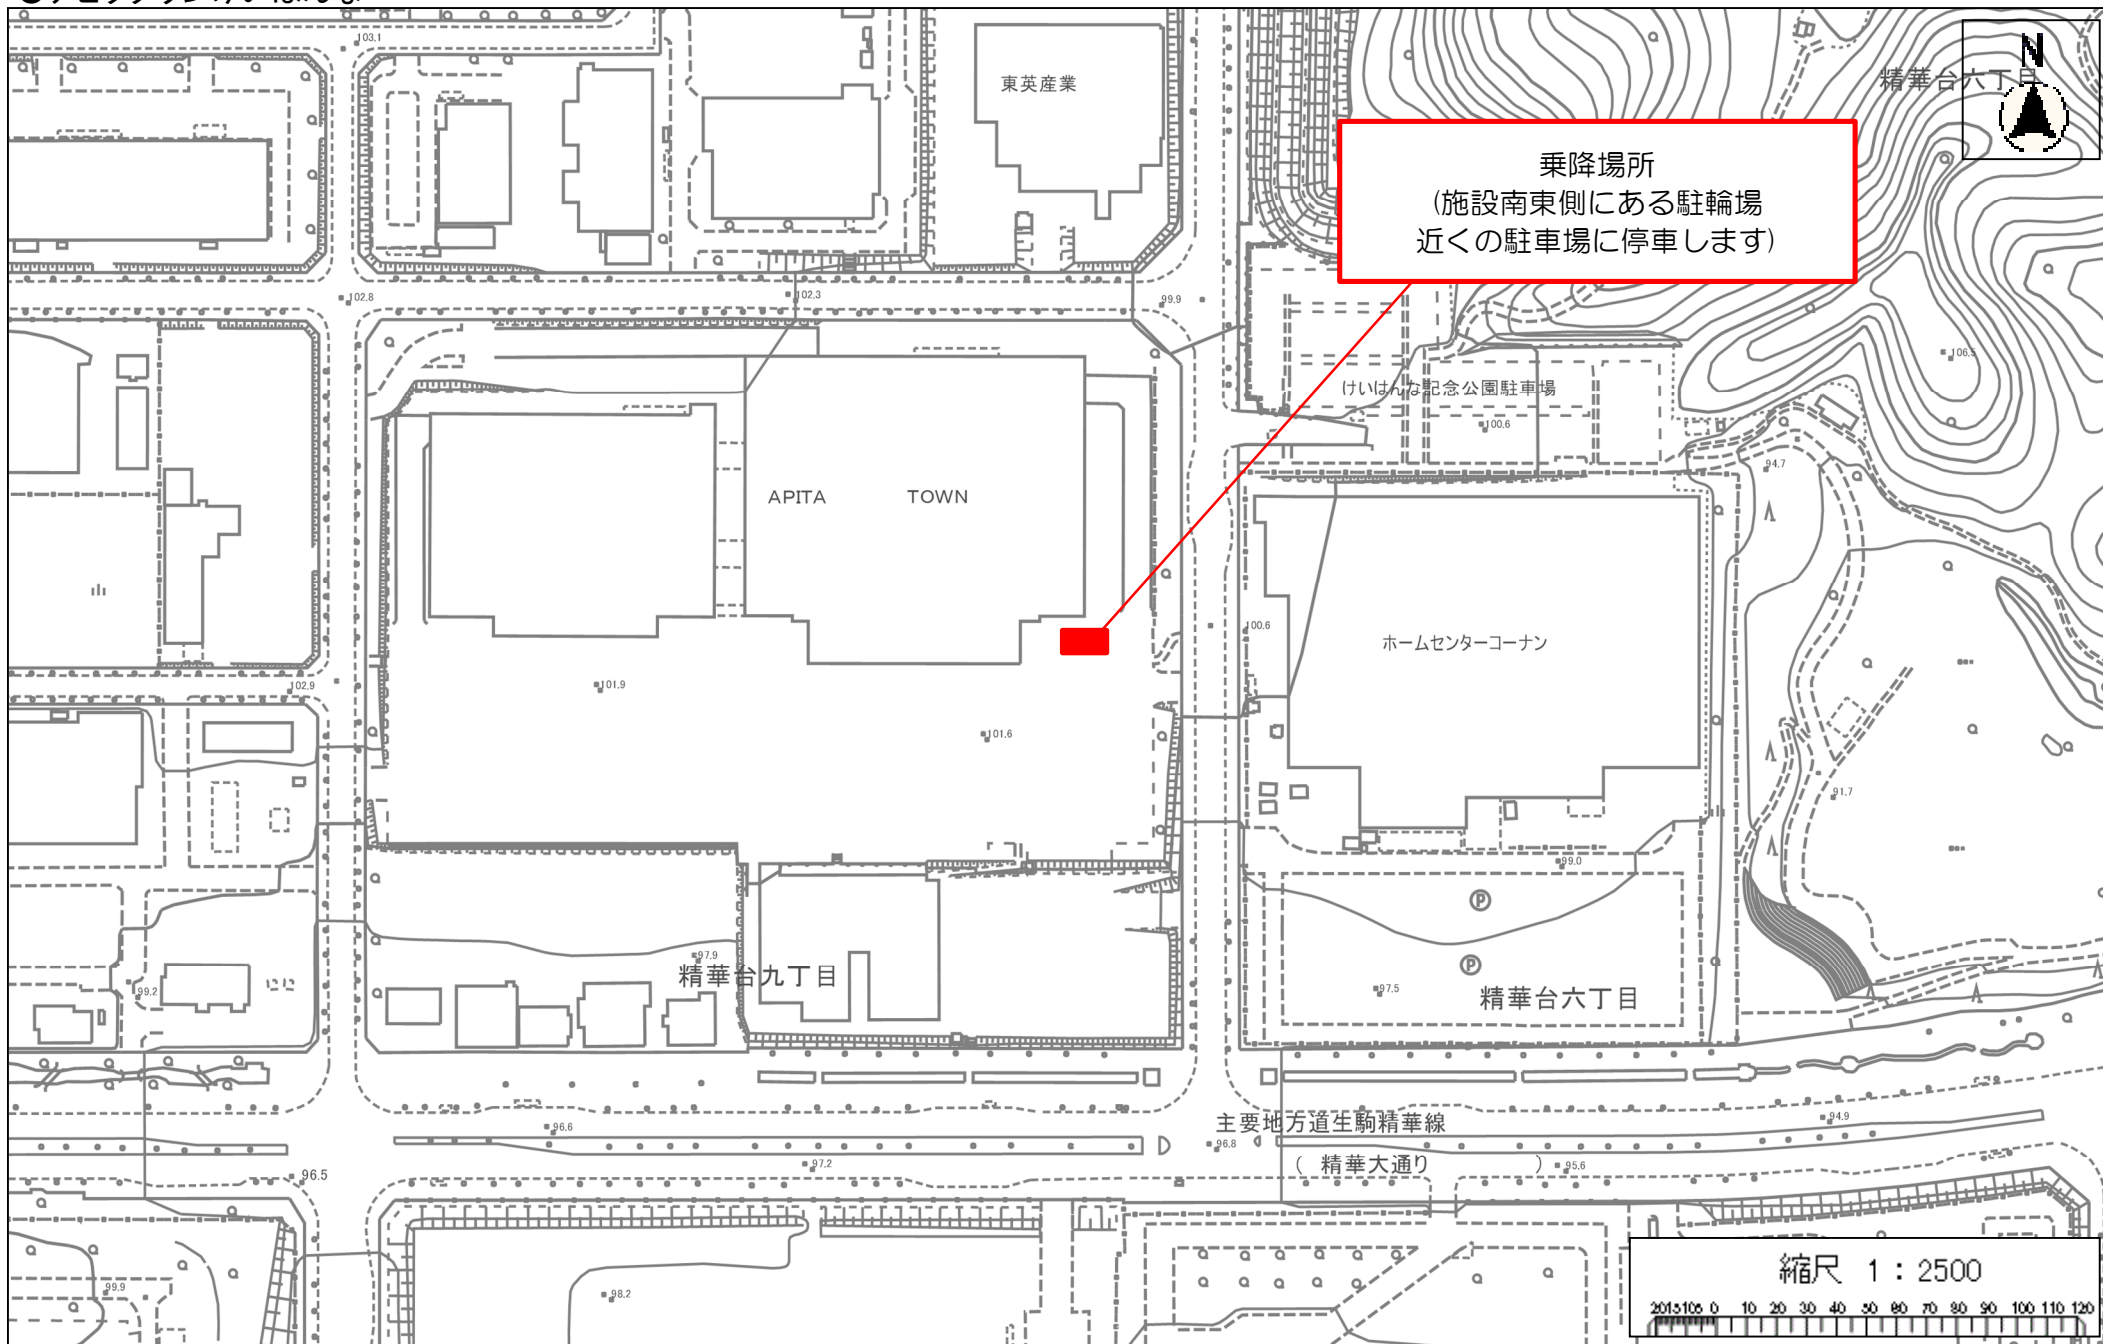 103.1
東英産業
精華台六丁目
N
乗降場所
(施設南東側にある駐輪場
近くの駐車場に停車します)
102.8
102.3
99.9
106.5
けいはんな記念公園駐車場
100.6
94.7
APITA TOWN
100.6
ホームセンターコーナン
102.9
101.9
101.6
91.7
99.0
P
97.9
精華台九丁目
P
99.2
97.5
精華台六丁目
主要地方道生駒精華線
94.9
96.6
96.8
97.2
( 精華大通り )
95.6
96.5
縮尺 1:2500
99.9
98.2
20 15 10 5 0 10 20 30 40 50 60 70 80 90 100 110 120